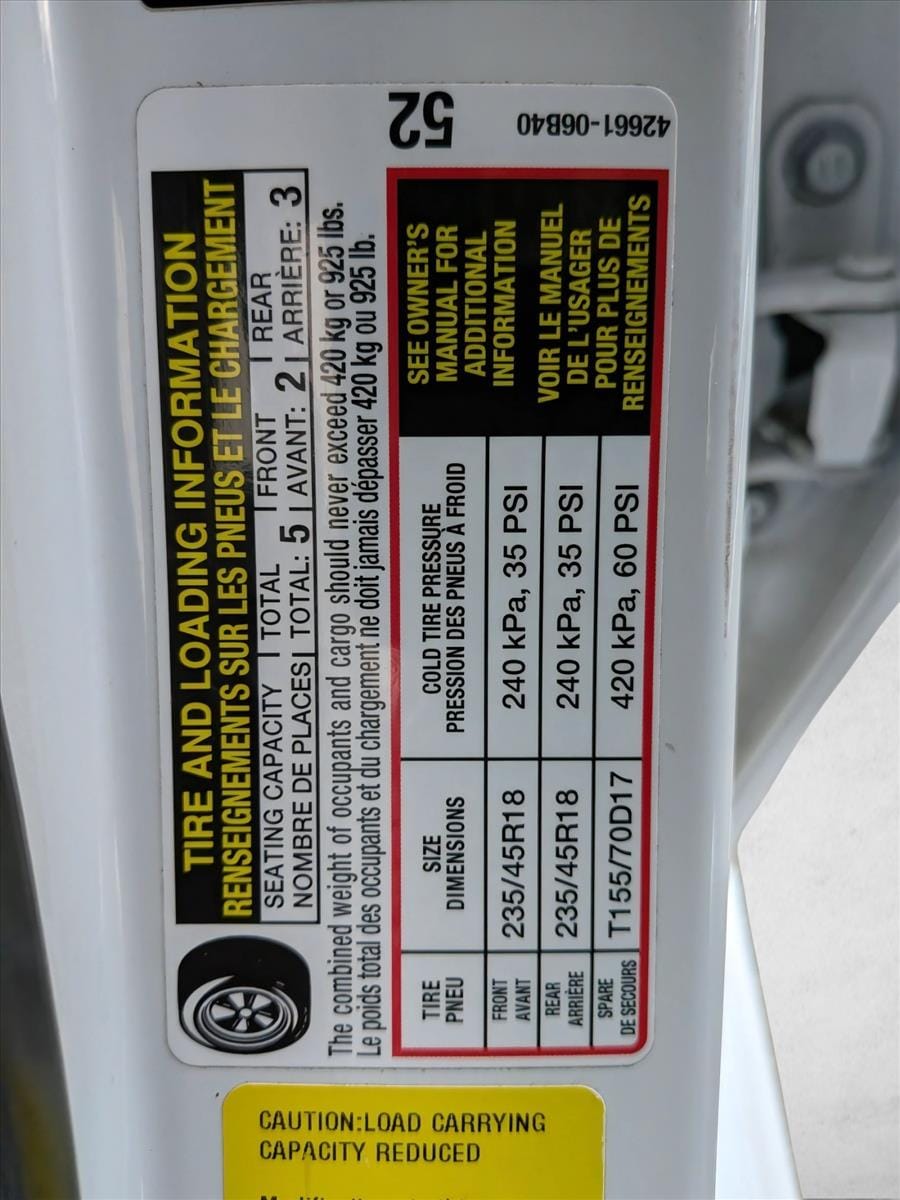 TIRE AND LOADING INFORMATION
RENSEIGNEMENTS SUR LES PNEUS ET LE CHARGEMENT
SEATING CAPACITY | TOTAL | FRONT | REAR
NOMBRE DE PLACES | TOTAL: 5 | AVANT: 2 | ARRIÈRE: 3
The combined weight of occupants and cargo should never exceed 420 kg or 925 lbs.
Le poids total des occupants et du chargement ne doit jamais dépasser 420 kg ou 925 lb.
TIRE SIZE COLD TIRE PRESSURE
PNEU DIMENSIONS PRESSION DES PNEUS À FROID
FRONT
AVANT 235/45R18 240 kPa, 35 PSI
REAR
ARRIÈRE 235/45R18 240 kPa, 35 PSI
SPARE
DE SECOURS T155/70D17 420 kPa, 60 PSI
SEE OWNER'S
MANUAL FOR
ADDITIONAL
INFORMATION
VOIR LE MANUEL
DE L'USAGER
POUR PLUS DE
RENSEIGNEMENTS
52
42661-06B40
CAUTION:LOAD CARRYING
CAPACITY REDUCED